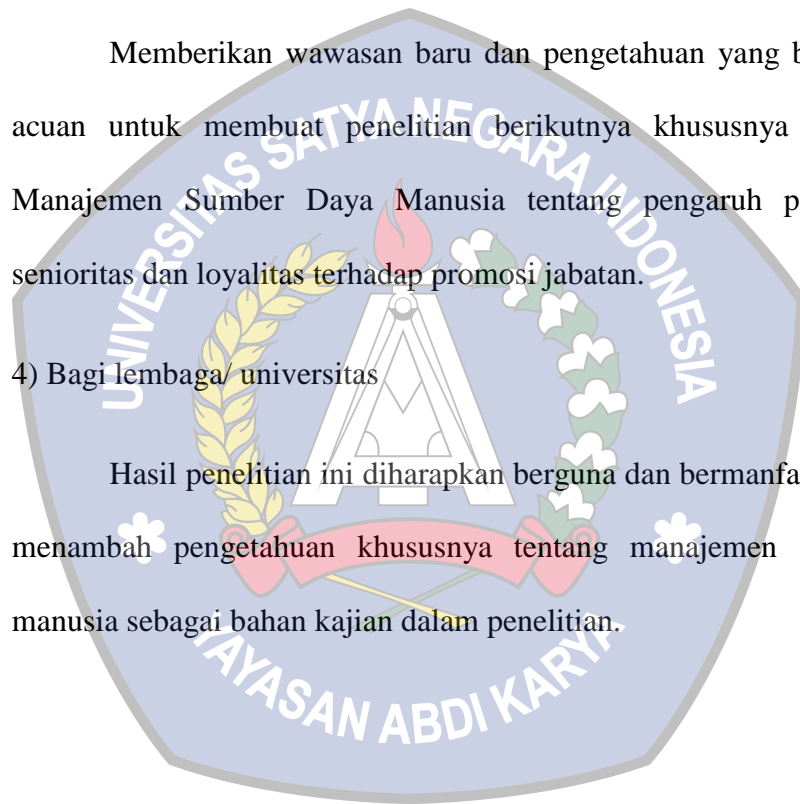 Memberikan wawasan baru dan pengetahuan yang
acuan untuk membuat penelitian berikutnya khususnya
Manajemen Sumber Daya Manusia tentang pengaruh
senioritas dan loyalitas terhadap promosi jabatan.
4) Bagi lembaga/ universitas
Hasil penelitian ini diharapkan berguna dan
menambah pengetahuan khususnya tentang manajemen
manusia sebagai bahan kajian dalam penelitian.
UNIVERSITAS SATYA NEGARA INDONESIA
YAYASAN ABDI KARYA